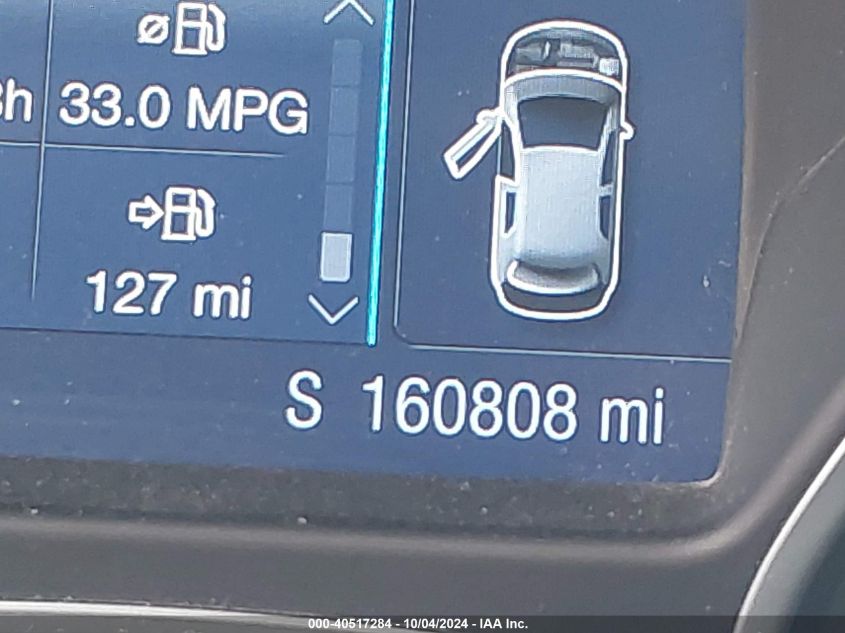 33.0 MPG
127 mi
S 160808 mi
000-40517284 - 10/04/2024 - IAA Inc.